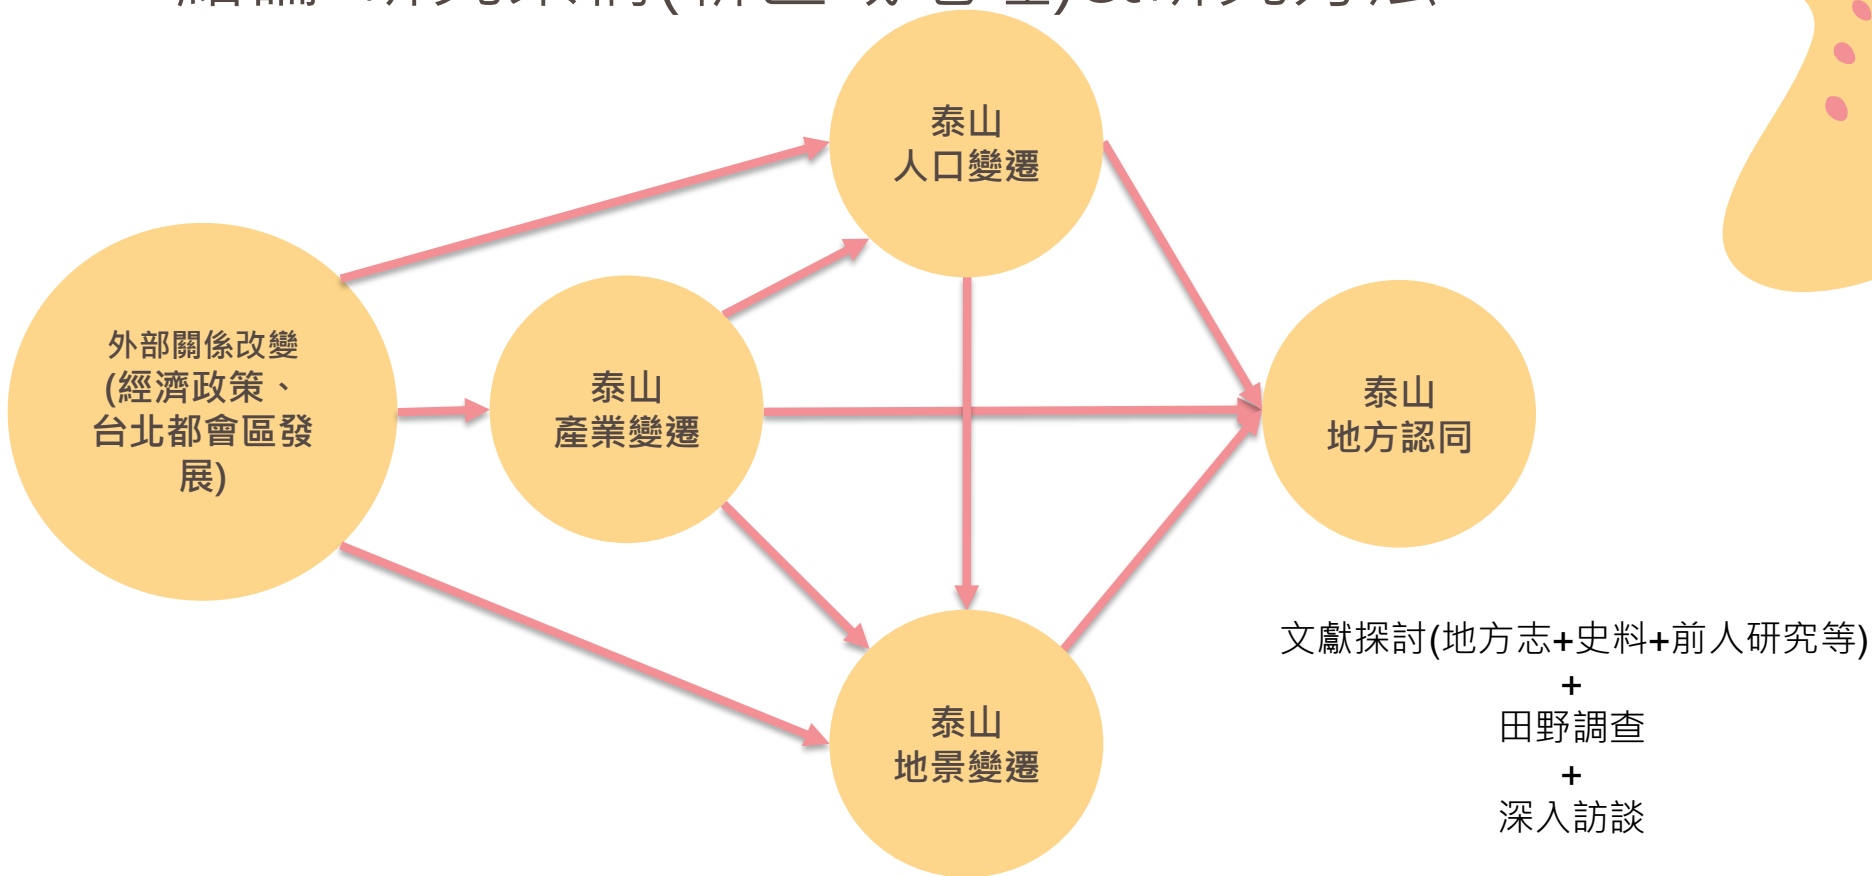 泰山
人口變遷
外部關係改變
(經濟政策、
台北都會區發
展)
泰山
產業變遷
泰山
地方認同
泰山
地景變遷
文獻探討(地方志+史料+前人研究等)
+
田野調查
+
深入訪談